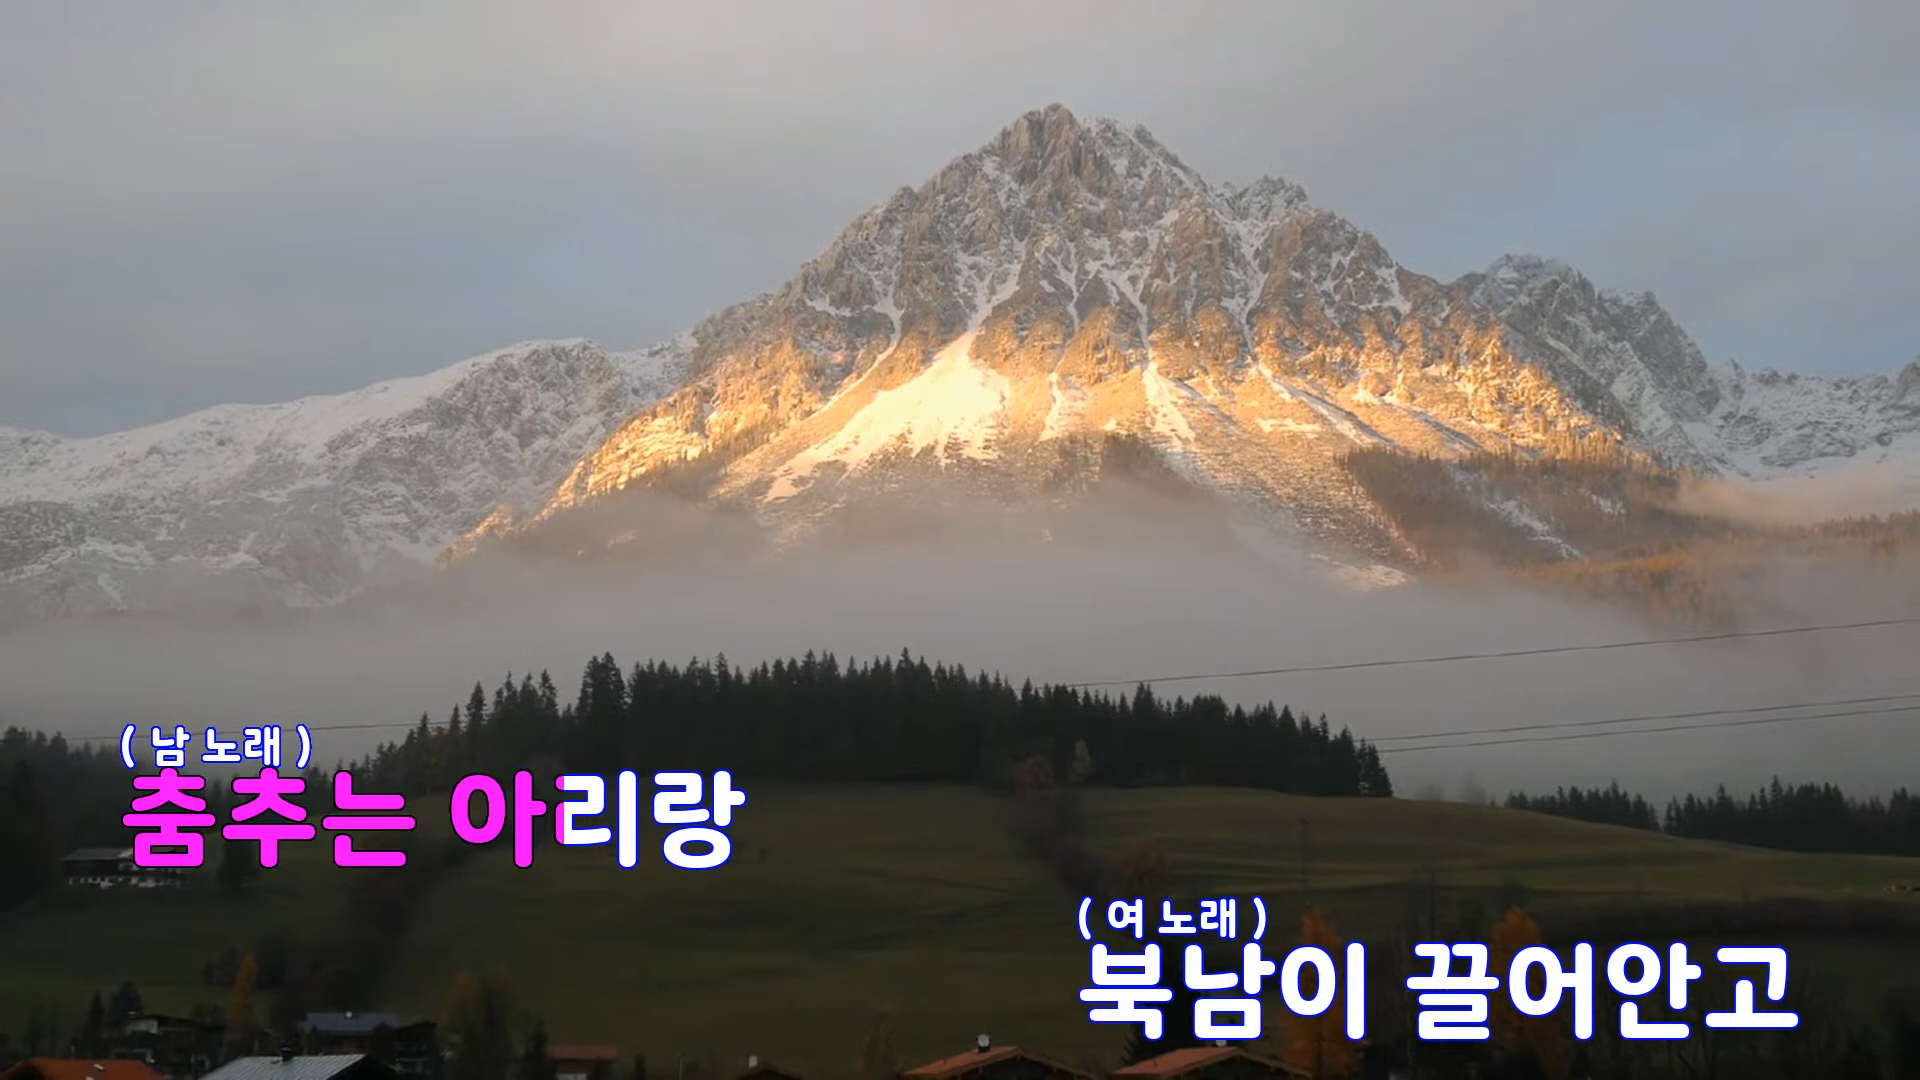 ( 남 노래 )
춤추는 아리랑
( 여 노래 )
북남이 끌어안고